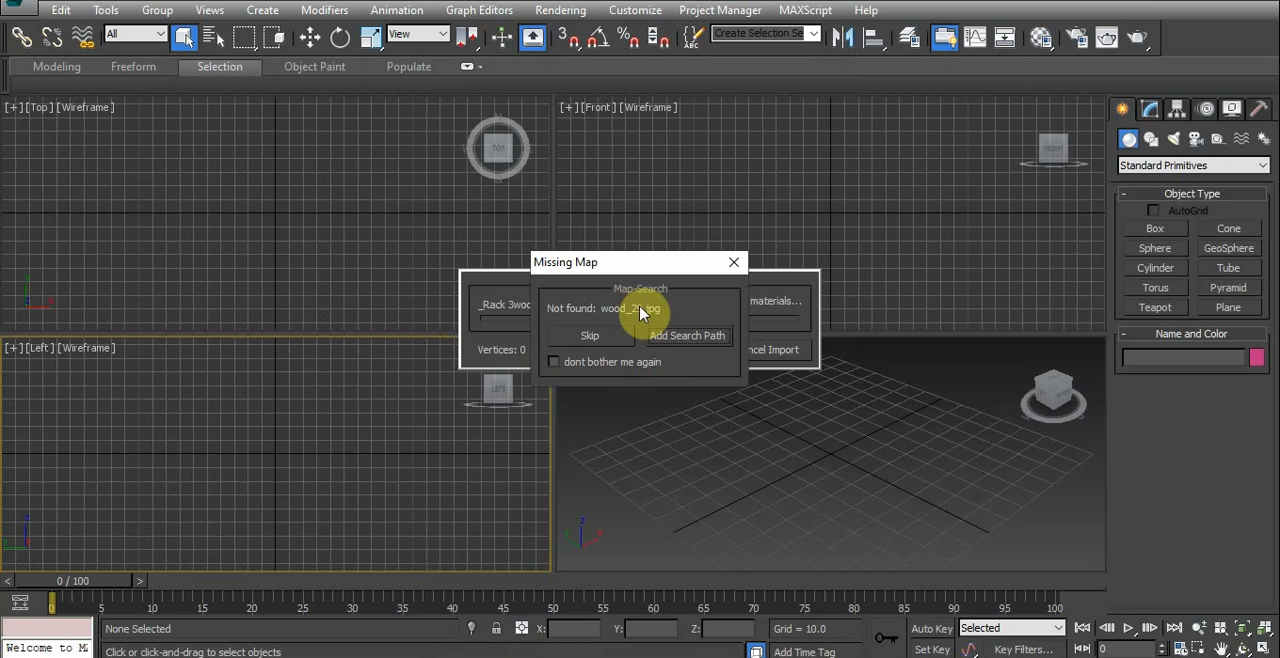 Edit Tools Group Views Create Modifiers Animation Graph Editors Rendering Customize Project Manager MAXScript Help
All View Create Selection Se
Modeling Freeform Selection Object Paint Populate
[+][Top][Wireframe] TOP
[+][Front][Wireframe] FRONT
Standard Primitives
Object Type
AutoGrid
Box Cone
Sphere GeoSphere
Cylinder Tube
Torus Pyramid
Teapot Plane
Name and Color
Missing Map
Map-Search
_Rack 3woo materials...
Not found:
Skip Add Search Path
Vertices: 0 ncel Import
dont bother me again
[+][Left][Wireframe] LEFT
z
x
y
< 0 / 100 >
0 5 10 15 20 25 30 35 40 45 50 55 60 65 70 75 80 85 90 95 100
None Selected X: Y: Z: Grid = 10.0 Auto Key Selected
Welcome to M Click or click-and-drag to select objects Add Time Tag Set Key Key Filters... 0